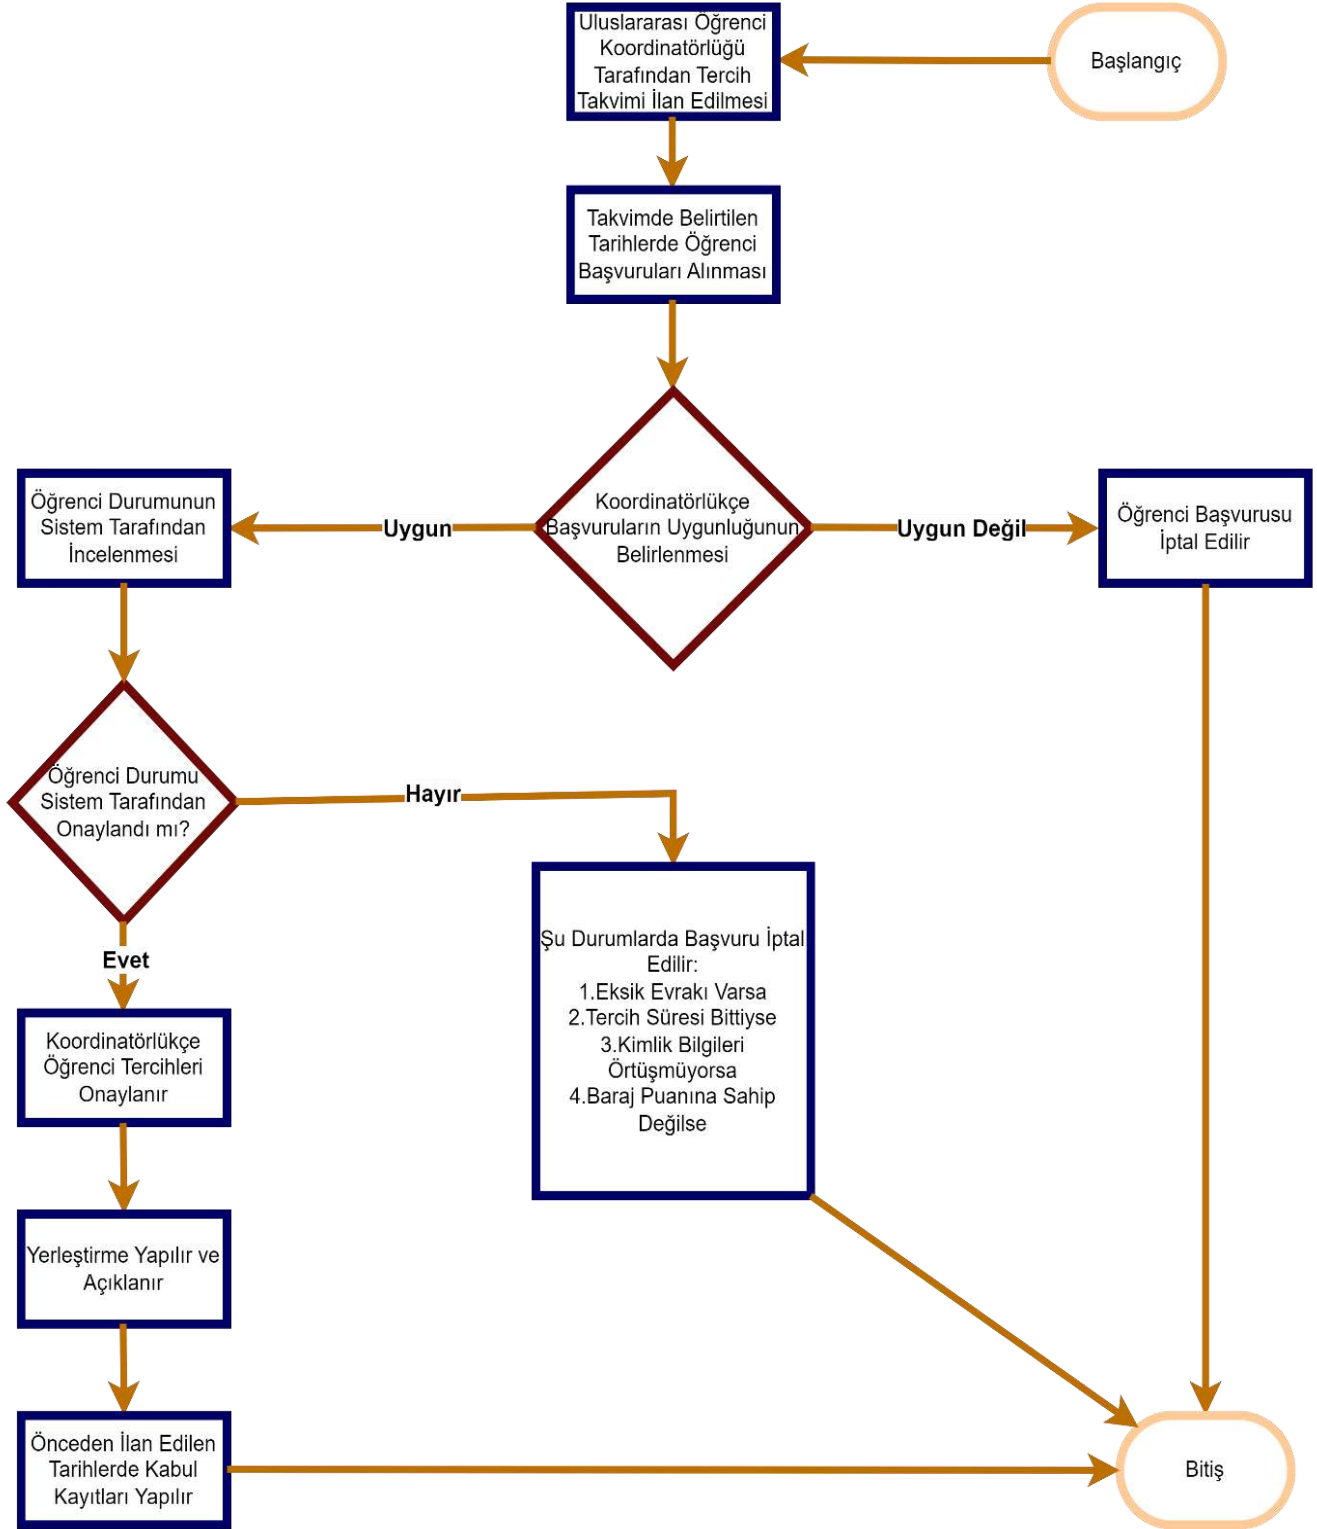 Uluslararası Öğrenci
Koordinatörlüğü
Tarafından Tercih
Takvimi İlan Edilmesi
Başlangıç
Takvimde Belirtilen
Tarihlerde Öğrenci
Başvuruları Alınması
Koordinatörlükçe
Başvuruların Uygunluğunun
Belirlenmesi
Uygun
Uygun Değil
Öğrenci Durumunun
Sistem Tarafından
İncelenmesi
Öğrenci Başvurusu
İptal Edilir
Öğrenci Durumu
Sistem Tarafından
Onaylandı mı?
Hayır
Evet
Şu Durumlarda Başvuru İptal
Edilir:
1.Eksik Evrakı Varsa
2.Tercih Süresi Bittiyse
3.Kimlik Bilgileri
Örtüşmüyorsa
4.Baraj Puanına Sahip
Değilse
Koordinatörlükçe
Öğrenci Tercihleri
Onaylanır
Yerleştirme Yapılır ve
Açıklanır
Önceden İlan Edilen
Tarihlerde Kabul
Kayıtları Yapılır
Bitiş